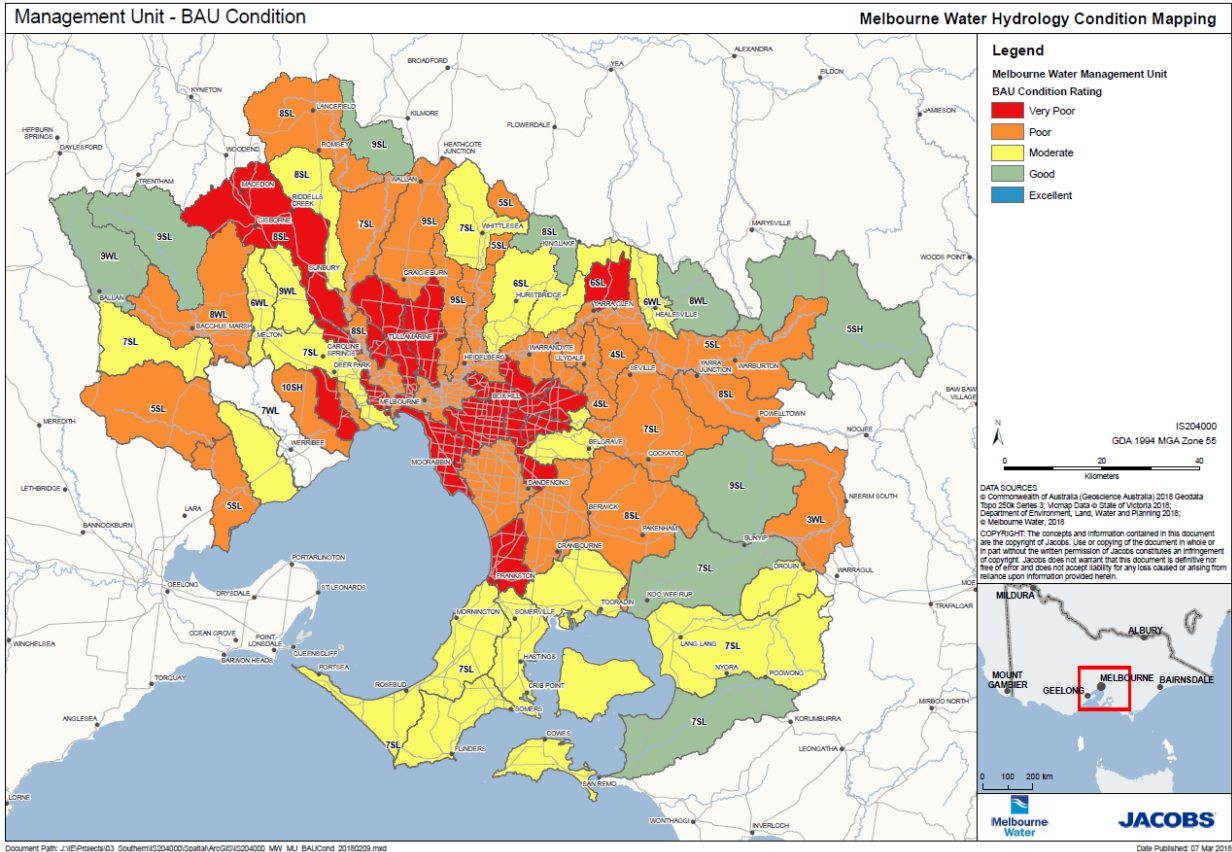 Management Unit - BAU Condition
Melbourne Water Hydrology Condition Mapping
Legend
Melbourne Water Management Unit
BAU Condition Rating
Very Poor
Poor
Moderate
Good
Excellent
ALEXANDRA
BROADFORD
YEA
EILDON
KYNETON
LANCEFIELD
8SL
KILMORE
JAMIESON
HEPBURN
SPRINGS
DAYLESFORD
FLOWERDALE
9SL
ROMSEY
HEATHCOTE
JUNCTION
WOODEND
TRENTHAM
MACEDON
8SL
WALLAN
RIDDELLS
CREEK
5SL
GISBORNE
7SL
9SL
7SL
WHITTLESEA
8SL
MARYSVILLE
9SL
8SL
5SL
KINGLAKE
9WL
SUNBURY
WOODS POINT
CRAIGIEBURN
6SL
6SL
BALLAN
6WL
9WL
9SL
HURSTBRIDGE
YARRA GLEN
6WL
8WL
8WL
HEALESVILLE
BACCHUS MARSH
MELTON
8SL
TULLAMARINE
5SH
7SL
7SL
CAROLINE
SPRINGS
WARRANDYTE
5SL
DEER PARK
HEIDELBERG
LILYDALE
4SL
YARRA
JUNCTION
WARBURTON
SEVILLE
10SH
BOX HILL
8SL
BAW BAW
VILLAGE
5SL
7WL
MELBOURNE
4SL
POWELLTOWN
MEREDITH
WERRIBEE
7SL
NOOJEE
BELGRAVE
MOORABBIN
COCKATOO
DANDENONG
9SL
LETHBRIDGE
5SL
BERWICK
NEERIM SOUTH
LARA
8SL
3WL
BANNOCKBURN
PAKENHAM
BUNYIP
CRANBOURNE
PORTARLINGTON
7SL
DROUIN
FRANKSTON
WARRAGUL
MOE
GEELONG
ST LEONARDS
KOO WEE RUP
DRYSDALE
MORNINGTON
SOMERVILLE
TOORADIN
TRAFALGAR
OCEAN GROVE
POINT
LONSDALE
LANG LANG
7SL
WINCHELSEA
QUEENSCLIFF
BARWON HEADS
HASTINGS
PORTSEA
7SL
NYORA
TORQUAY
ROSEBUD
CRIB POINT
POOWONG
SOMERS
7SL
MIRBOO NORTH
ANGLESEA
KORUMBURRA
7SL
FLINDERS
COWES
LEONGATHA
SAN REMO
LORNE
WONTHAGGI
INVERLOCH
N
IS204000
GDA 1994 MGA Zone 55
0 20 40
Kilometers
DATA SOURCES
© Commonwealth of Australia (Geoscience Australia) 2018 Geodata
Topo 250k Series 3; Vicmap Data © State of Victoria 2018;
Department of Environment, Land, Water and Planning 2018;
© Melbourne Water, 2018
COPYRIGHT: The concepts and information contained in this document
are the copyright of Jacobs. Use or copying of the document in whole or
in part without the written permission of Jacobs constitutes an infringement
of copyright. Jacobs does not warrant that this document is definitive nor
free of error and does not accept liability for any loss caused or arising from
reliance upon information provided herein.
MILDURA
ALBURY
MOUNT
GAMBIER
MELBOURNE
BAIRNSDALE
GEELONG
0 100 200 km
Melbourne
Water
JACOBS
Document Path: J:\IE\Projects\03_Southern\IS204000\Spatial\ArcGIS\IS204000_MW_MU_BAUCond_20180209.mxd
Date Published: 07 Mar 2018